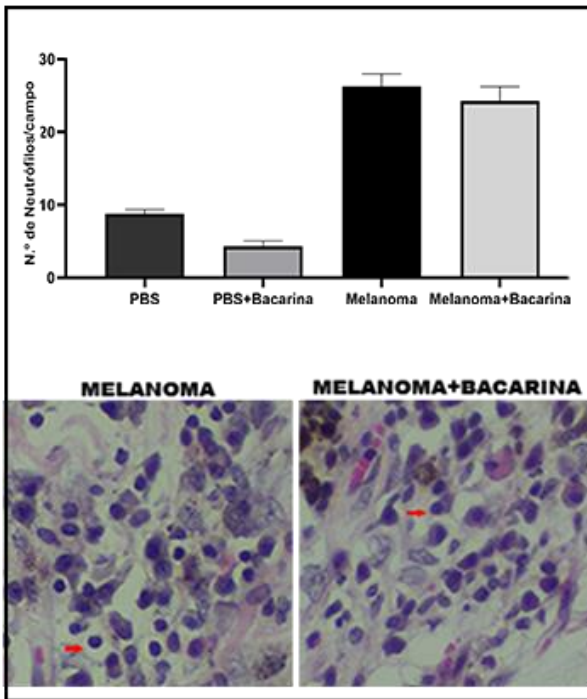 N.º de Neutrófilos/campo
30
20
10
0
PBS
PBS+Bacarina
Melanoma
Melanoma+Bacarina
MELANOMA
MELANOMA+BACARINA